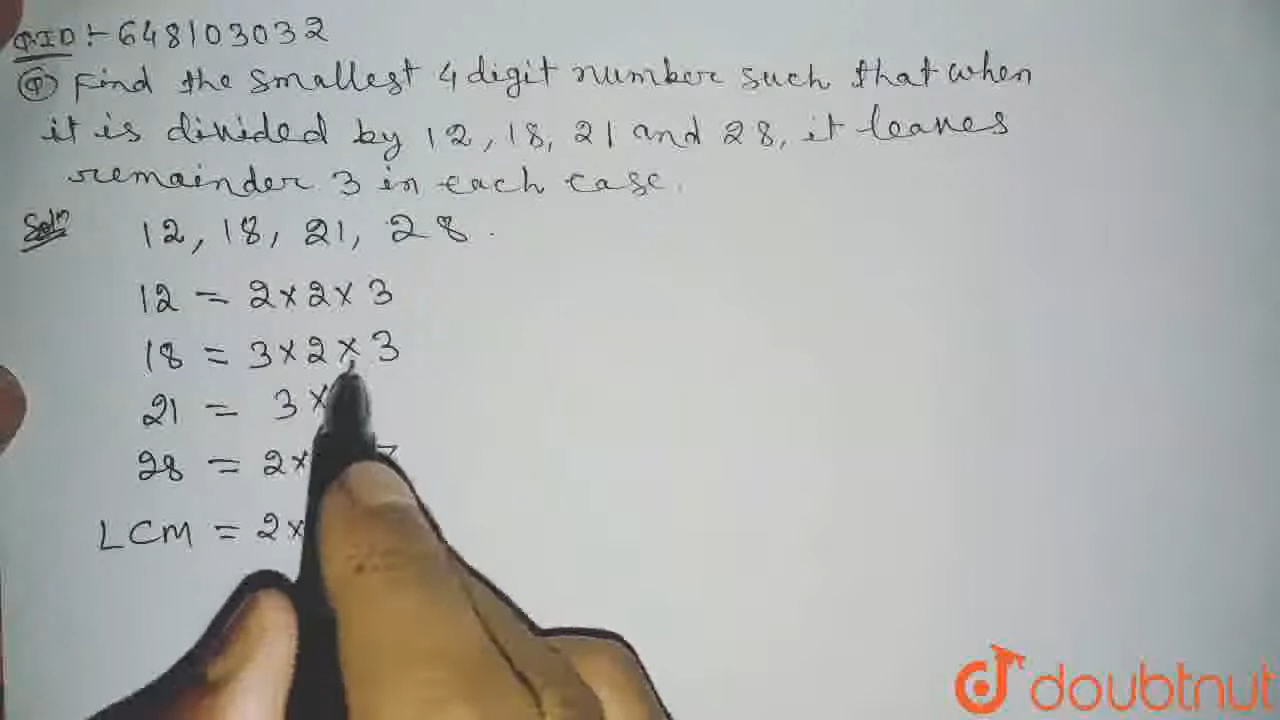 Q.ID:- 648103032
Q Find the smallest 4 digit number such that when
it is divided by 12, 18, 21 and 28, it leaves
remainder 3 in each case.
Soln 12, 18, 21, 28.
12 = 2×2×3
18 = 3×2×3
21 = 3×
28 = 2×
LCM = 2×
doubtnut